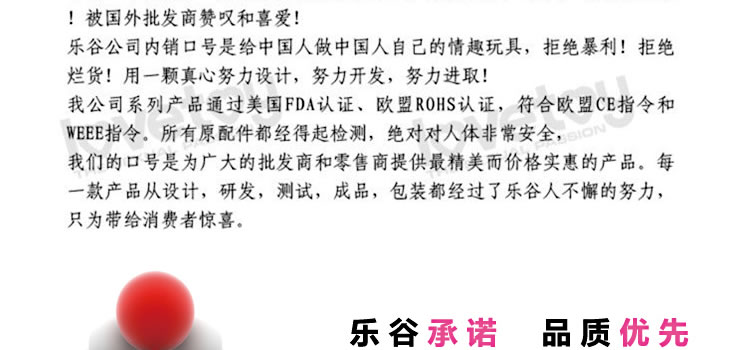 ！被国外批发商赞叹和喜爱！
乐谷公司内销口号是给中国人做中国人自己的情趣玩具，拒绝暴利！拒绝
烂货！用一颗真心努力设计，努力开发，努力进取！
我公司系列产品通过美国FDA认证、欧盟ROHS认证，符合欧盟CE指令和
WEEE指令。所有原配件都经得起检测，绝对对人体非常安全，
我们的口号是为广大的批发商和零售商提供最精美而价格实惠的产品。每
一款产品从设计，研发，测试，成品，包装都经过了乐谷人不懈的努力，
只为带给消费者惊喜。
lovetoy
lovetoy
乐谷承诺 品质优先